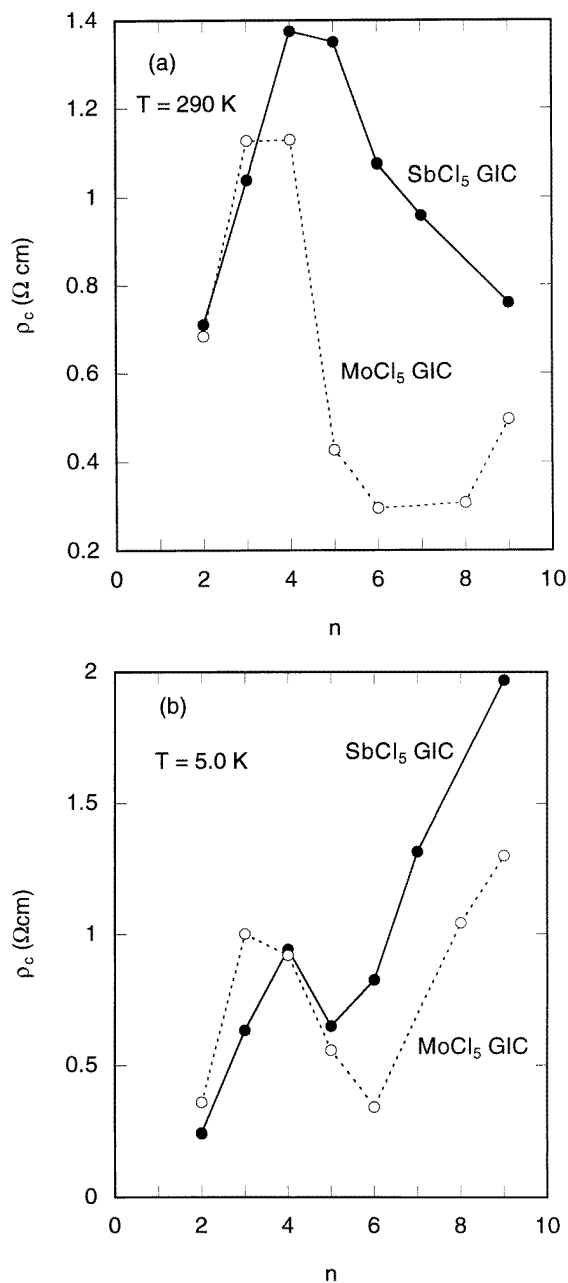 1.4
(a)
T = 290 K
1.2
SbCl₅ GIC
1
ρc (Ω cm)
0.8
MoCl₅ GIC
0.6
0.4
0.2
0 2 4 6 8 10
n
2
(b)
SbCl₅ GIC
T = 5.0 K
1.5
ρc (Ωcm)
1
MoCl₅ GIC
0.5
0
0 2 4 6 8 10
n